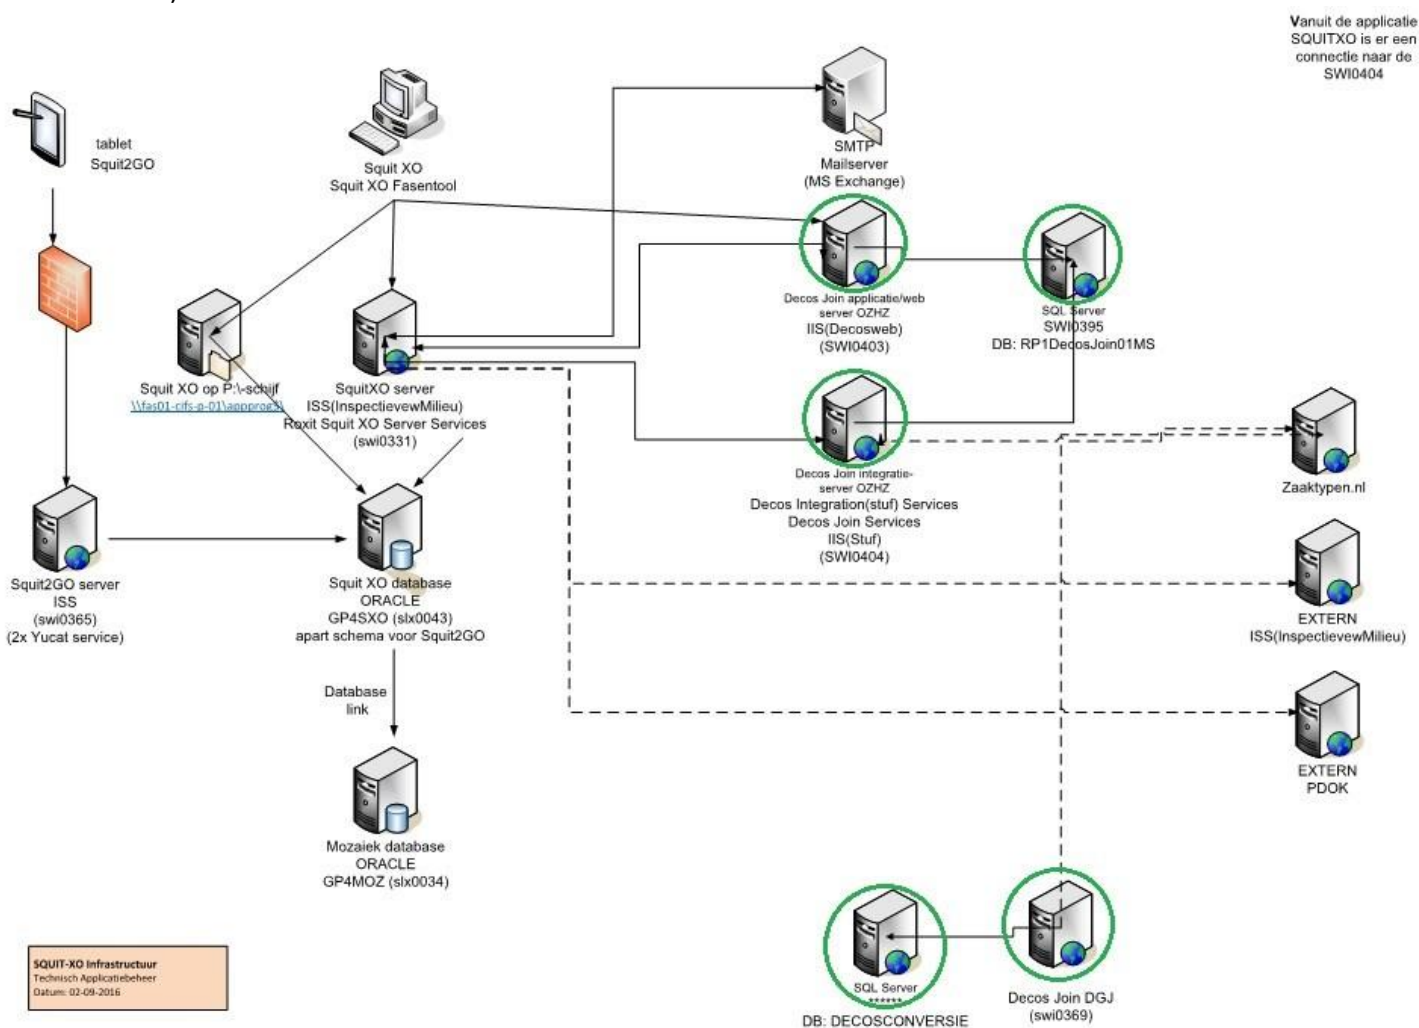 Vanuit de applicatie
SQUITXO is er een
connectie naar de
SWI0404
tablet
Squit2GO
Squit XO
Squit XO Fasentool
SMTP
Mailserver
(MS Exchange)
Decos Join applicatie/web
server OZHZ
IIS(Decosweb)
(SWI0403)
SQL Server
SWI0395
DB: RP1DecosJoin01MS
Squit XO op P:\-schijf
\\fas01-cifs-p-01\appprog3\
SquitXO server
ISS(InspectievewMilieu)
Roxit Squit XO Server Services
(swi0331)
Decos Join integratie-
server OZHZ
Decos Integration(stuf) Services
Decos Join Services
IIS(Stuf)
(SWI0404)
Zaaktypen.nl
Squit2GO server
ISS
(swi0365)
(2x Yucat service)
Squit XO database
ORACLE
GP4SXO (slx0043)
apart schema voor Squit2GO
EXTERN
ISS(InspectievewMilieu)
Database
link
EXTERN
PDOK
Mozaiek database
ORACLE
GP4MOZ (slx0034)
SQUIT-XO Infrastructuur
Technisch Applicatiebeheer
Datum: 02-09-2016
SQL Server
******
DB: DECOSCONVERSIE
Decos Join DGJ
(swi0369)